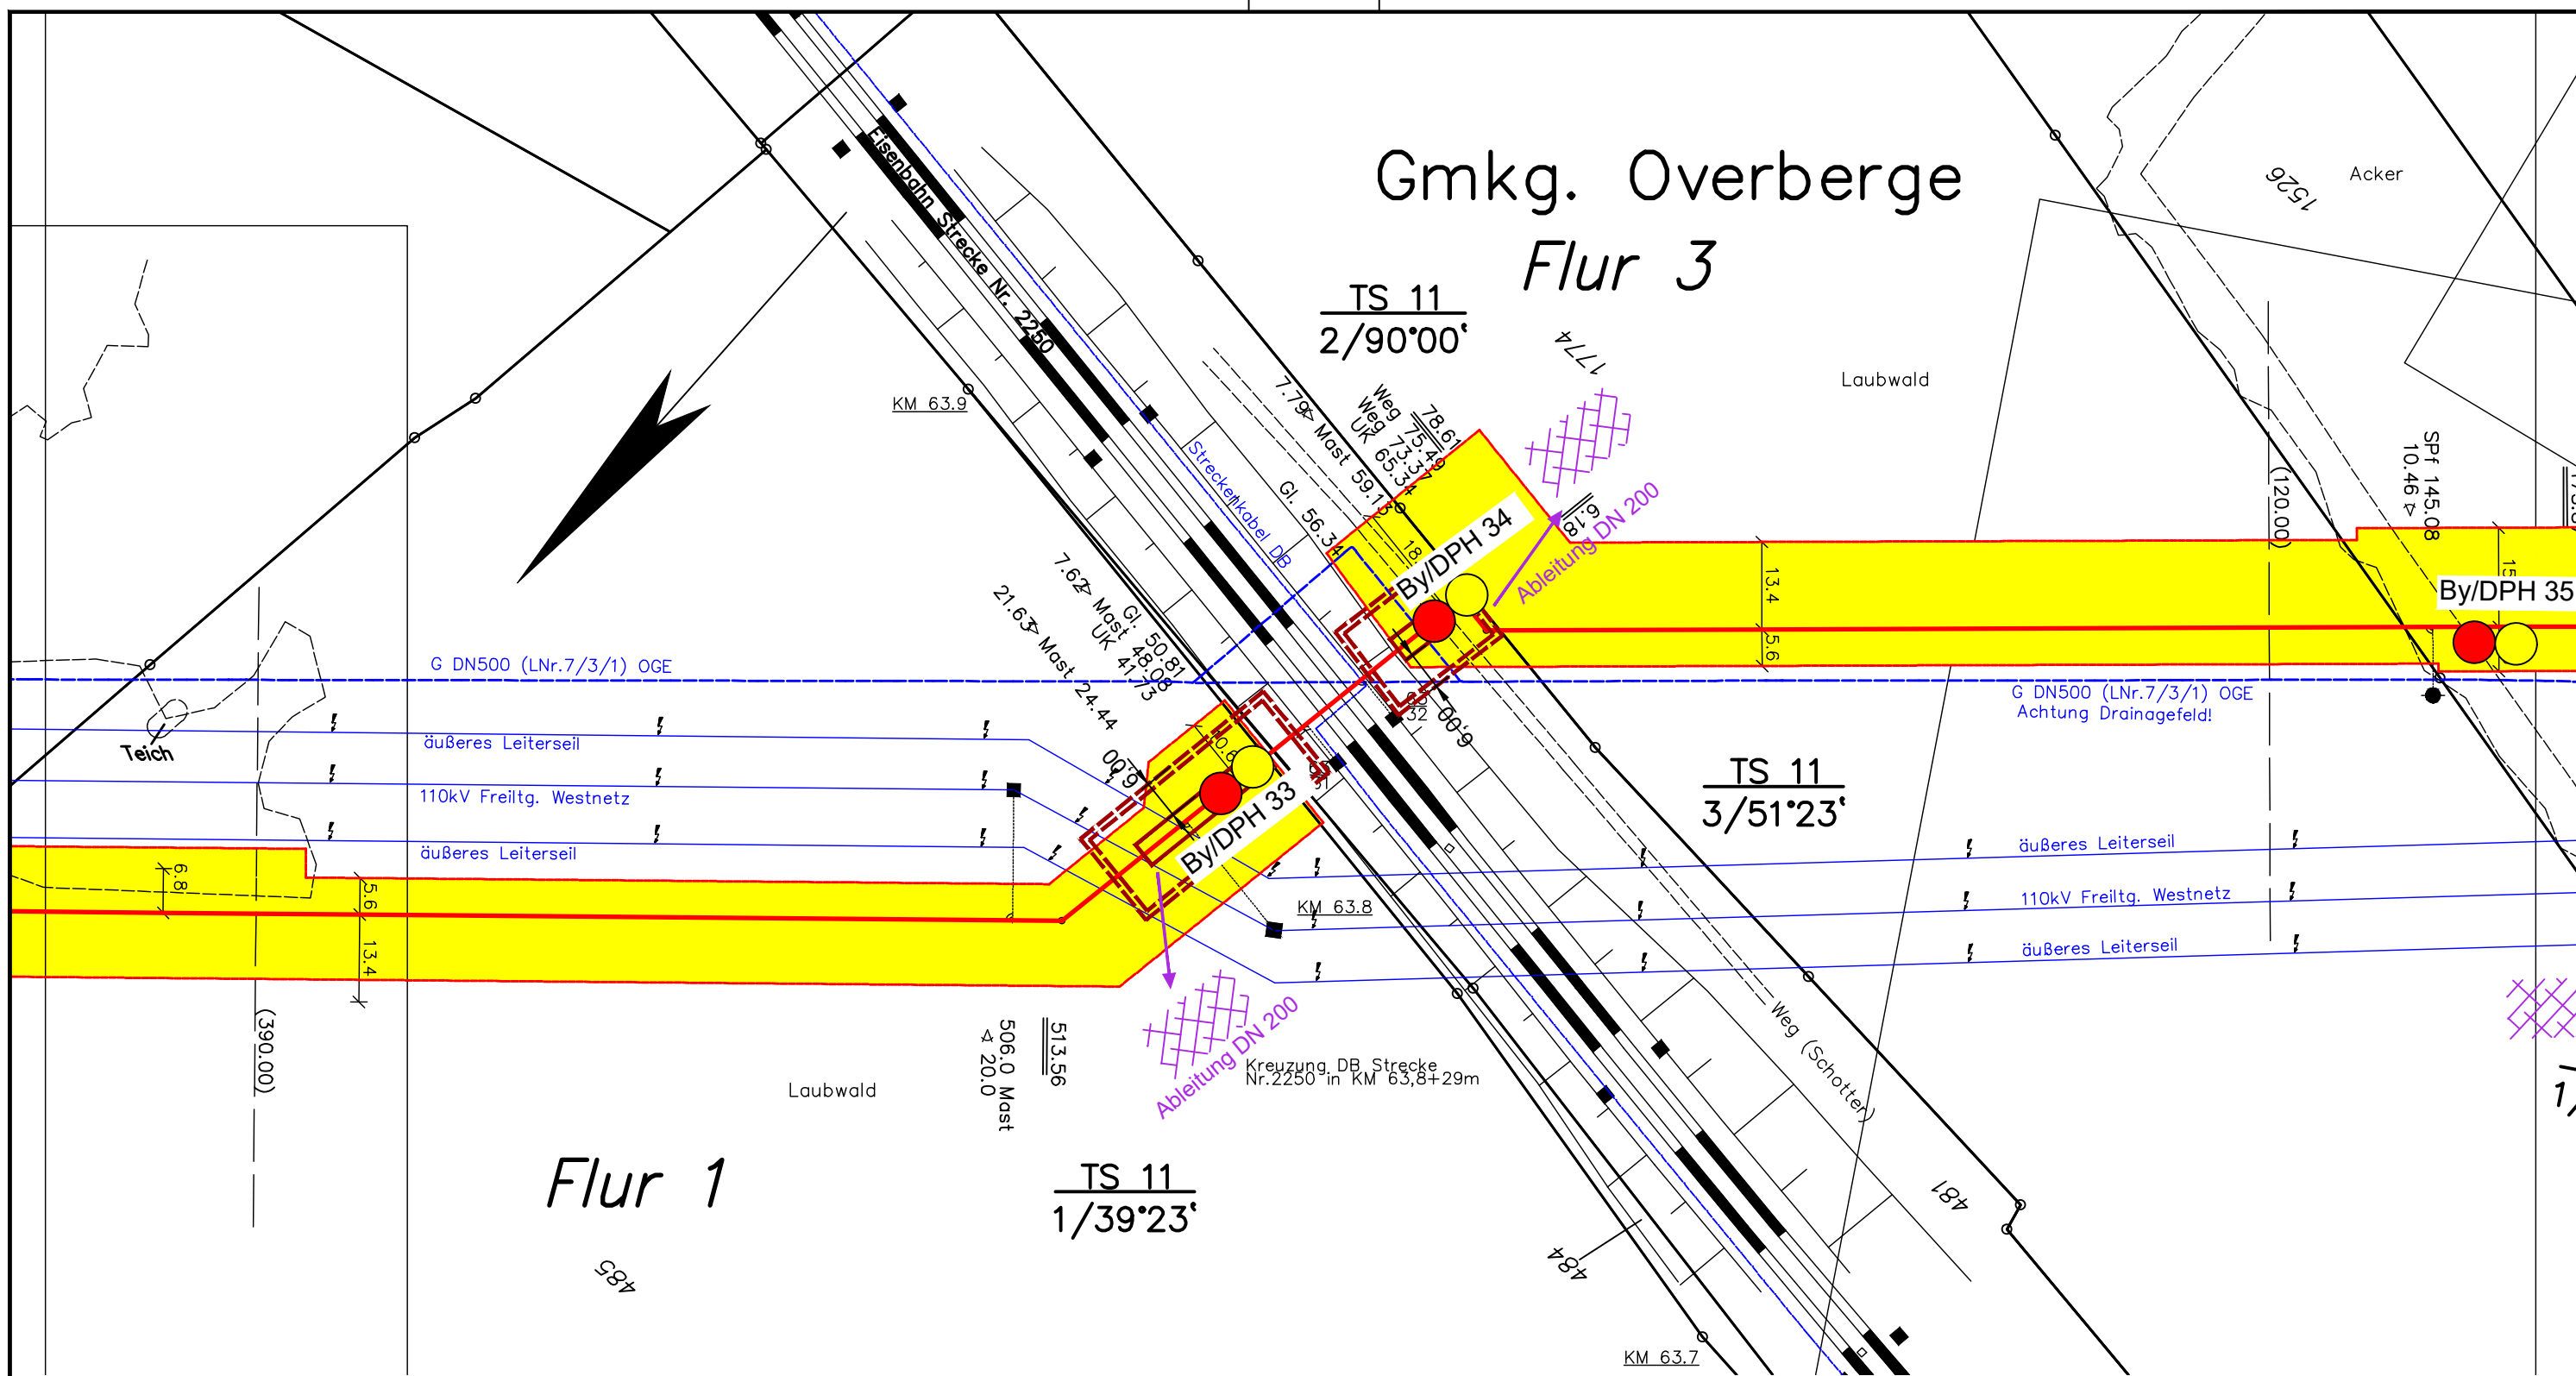 Gmkg. Overberge
Flur 3
1526
Acker
Eisenbahn Strecke Nr. 2250
TS 11
2/90°00'
1774
Laubwald
KM 63.9
7.79 Mast 59.13
Weg 75.49
Weg 73.37
UK 65.34
78.61
Gl. 56.34
Streckenkabel DB
6.18
By/DPH 34
Ableitung DN 200
13.4
5.6
(120.00)
SPf 145.08
10.46
15
By/DPH 35
7.62 Mast 48.08
Gl. 50.81
UK 41.73
21.63 Mast 24.44
G DN500 (LNr.7/3/1) OGE
G DN500 (LNr.7/3/1) OGE
Achtung Drainagefeld!
Teich
äußeres Leiterseil
110kV Freiltg. Westnetz
äußeres Leiterseil
6.00
6.00
32
By/DPH 33
TS 11
3/51°23'
äußeres Leiterseil
110kV Freiltg. Westnetz
äußeres Leiterseil
6.8
5.6
13.4
KM 63.8
(390.00)
506.0 Mast
20.0
513.56
Ableitung DN 200
Kreuzung DB Strecke
Nr.2250 in KM 63,8+29m
Weg (Schotter)
Laubwald
Flur 1
TS 11
1/39°23'
485
484
481
KM 63.7